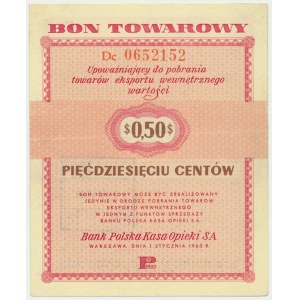 BON TOWAROWY
Dc 0652152
Upoważniający do pobrania
towarów eksportu wewnętrznego
wartości
$ 0,50 $
PIĘĆDZIESIĘCIU CENTÓW
BON TOWAROWY MOŻE BYĆ ZREALIZOWANY
JEDYNIE W DRODZE POBRANIA TOWARÓW
EKSPORTU WEWNĘTRZNEGO
W JEDNYM Z PUNKTÓW SPRZEDAŻY
BANKU POLSKA KASA OPIEKI SA.
Bank Polska Kasa Opieki SA
WARSZAWA, DNIA 1 STYCZNIA 1960 R.
P